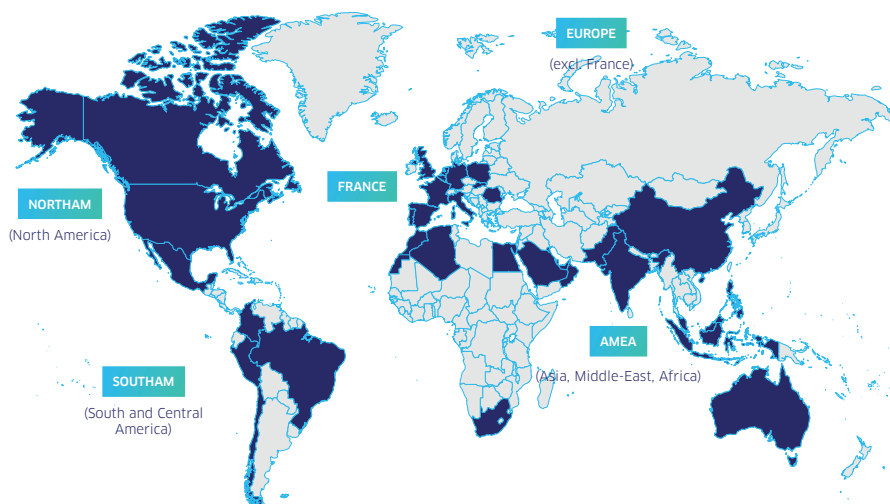 EUROPE
(excl. France)
FRANCE
NORTHAM
(North America)
AMEA
(Asia, Middle-East, Africa)
SOUTHAM
(South and Central
America)